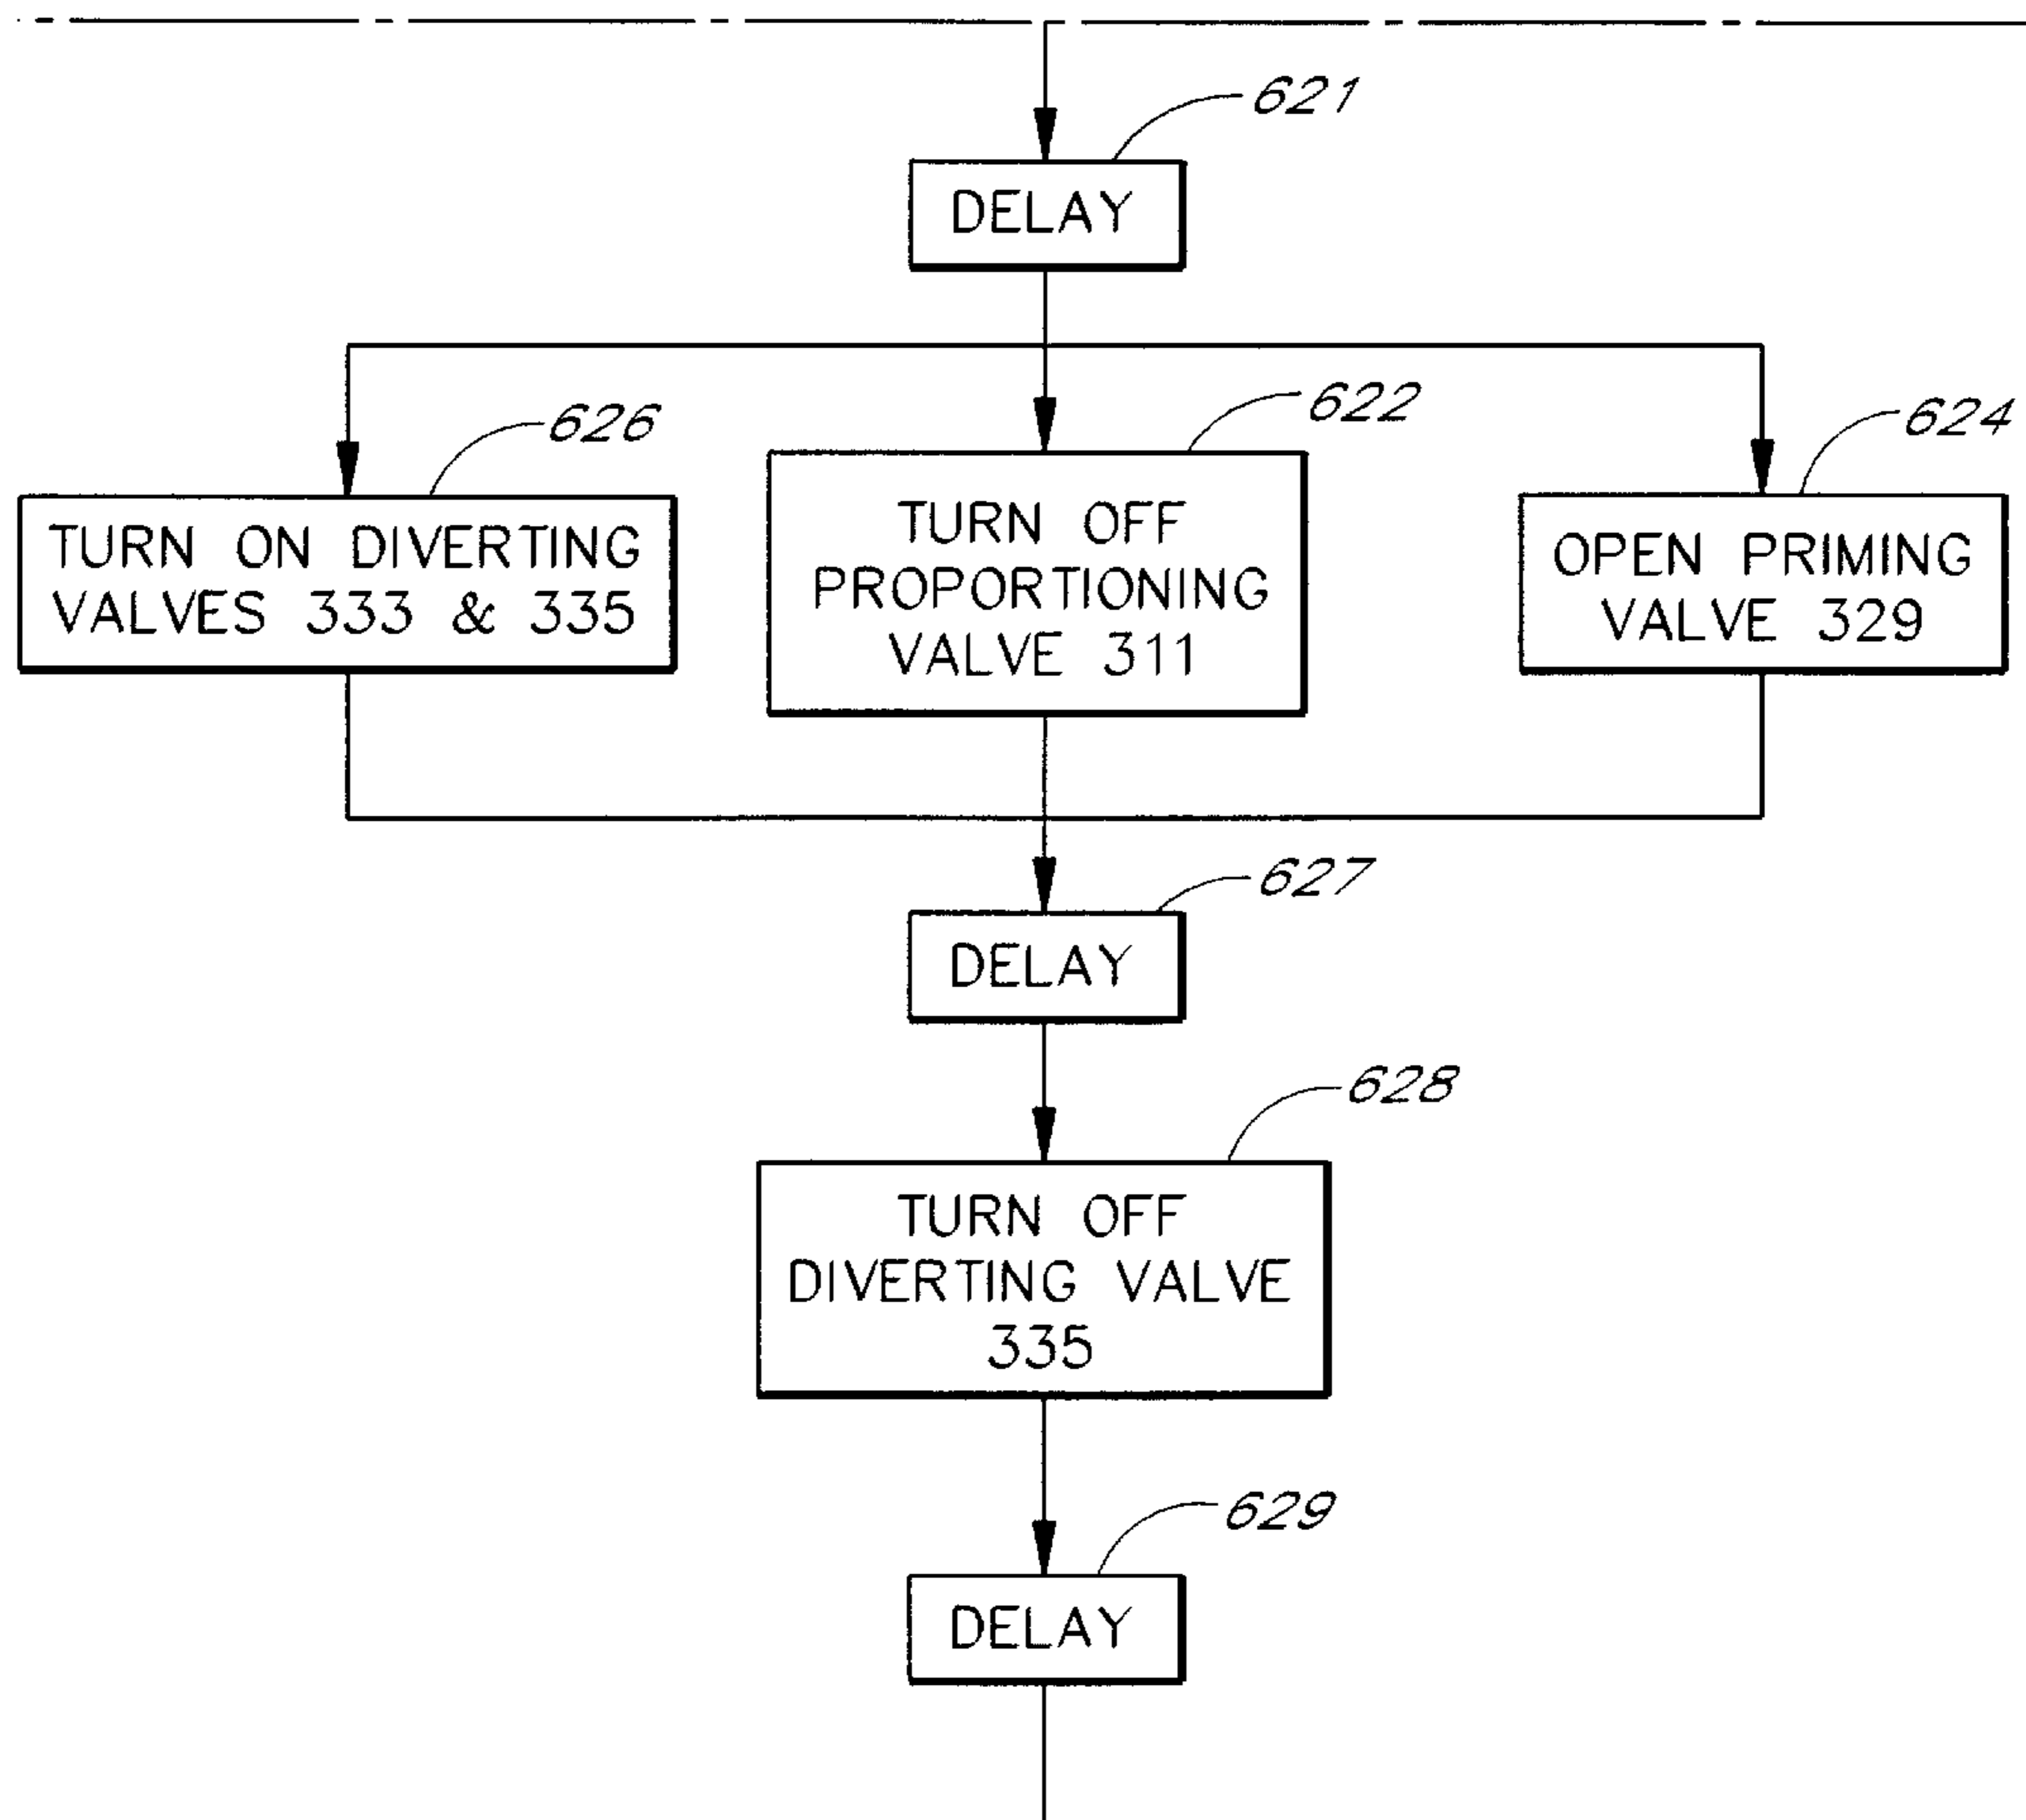 621
DELAY
626
622
624
TURN ON DIVERTING
VALVES 333 & 335
TURN OFF
PROPORTIONING
VALVE 311
OPEN PRIMING
VALVE 329
627
DELAY
628
TURN OFF
DIVERTING VALVE
335
629
DELAY